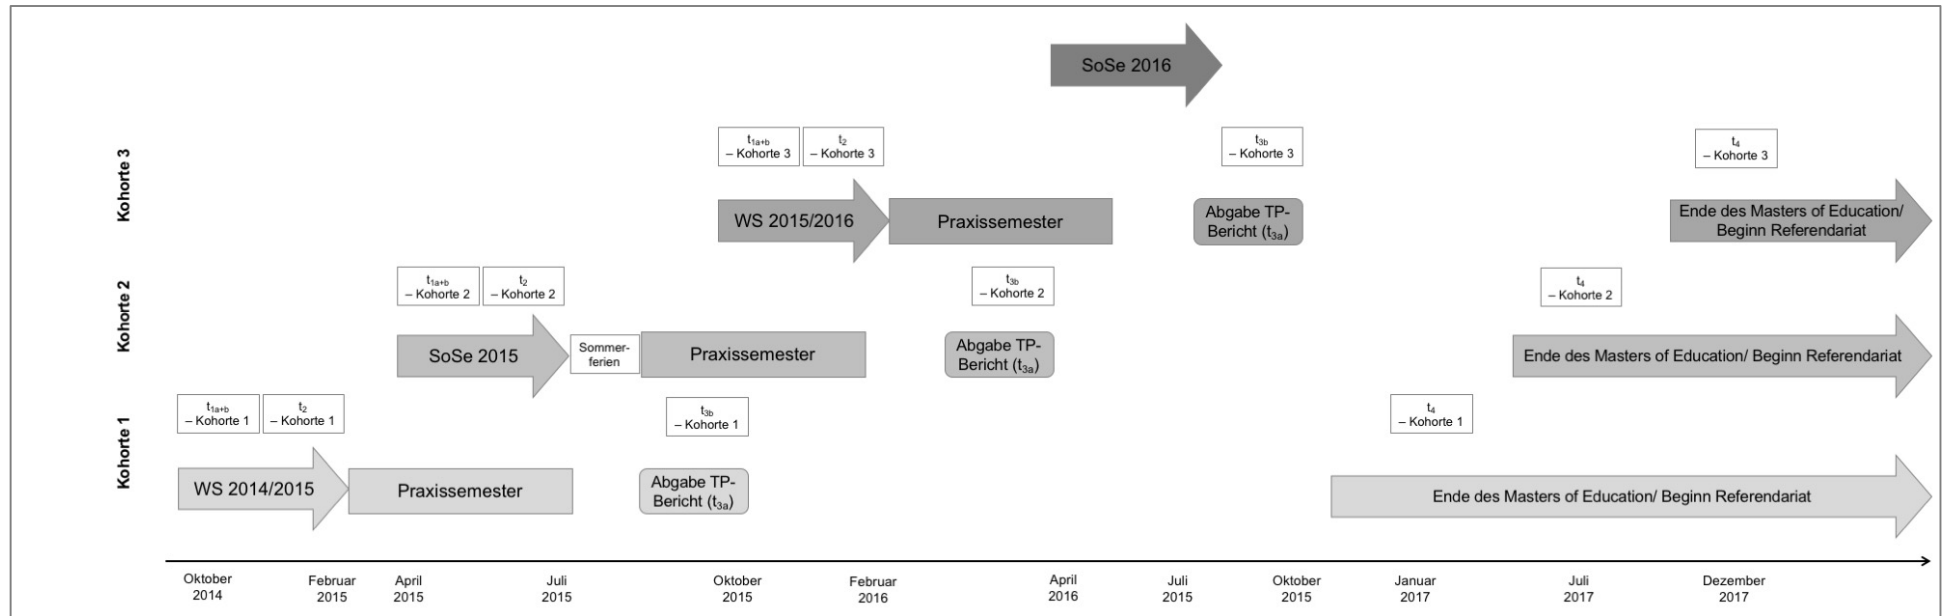 SoSe 2016
Kohorte 3
t1a+b
– Kohorte 3
t2
– Kohorte 3
t3b
– Kohorte 3
t4
– Kohorte 3
WS 2015/2016
Praxissemester
Abgabe TP-
Bericht (t3a)
Ende des Masters of Education/
Beginn Referendariat
Kohorte 2
t1a+b
– Kohorte 2
t2
– Kohorte 2
t3b
– Kohorte 2
t4
– Kohorte 2
SoSe 2015
Sommer-
ferien
Praxissemester
Abgabe TP-
Bericht (t3a)
Ende des Masters of Education/ Beginn Referendariat
Kohorte 1
t1a+b
– Kohorte 1
t2
– Kohorte 1
t3b
– Kohorte 1
t4
– Kohorte 1
WS 2014/2015
Praxissemester
Abgabe TP-
Bericht (t3a)
Ende des Masters of Education/ Beginn Referendariat
Oktober
2014
Februar
2015
April
2015
Juli
2015
Oktober
2015
Februar
2016
April
2016
Juli
2015
Oktober
2015
Januar
2017
Juli
2017
Dezember
2017